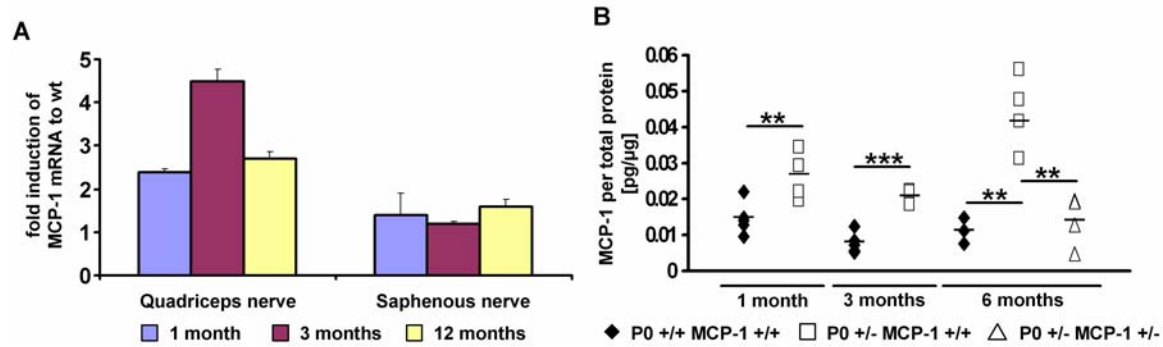 A
fold induction of
MCP-1 mRNA to wt
5
4
3
2
1
0
Quadriceps nerve
Saphenous nerve
1 month
3 months
12 months
B
MCP-1 per total protein
[pg/µg]
0.06
0.05
0.04
0.03
0.02
0.01
0
**
***
**
**
1 month
3 months
6 months
P0 +/+ MCP-1 +/+
P0 +/- MCP-1 +/+
P0 +/- MCP-1 +/-